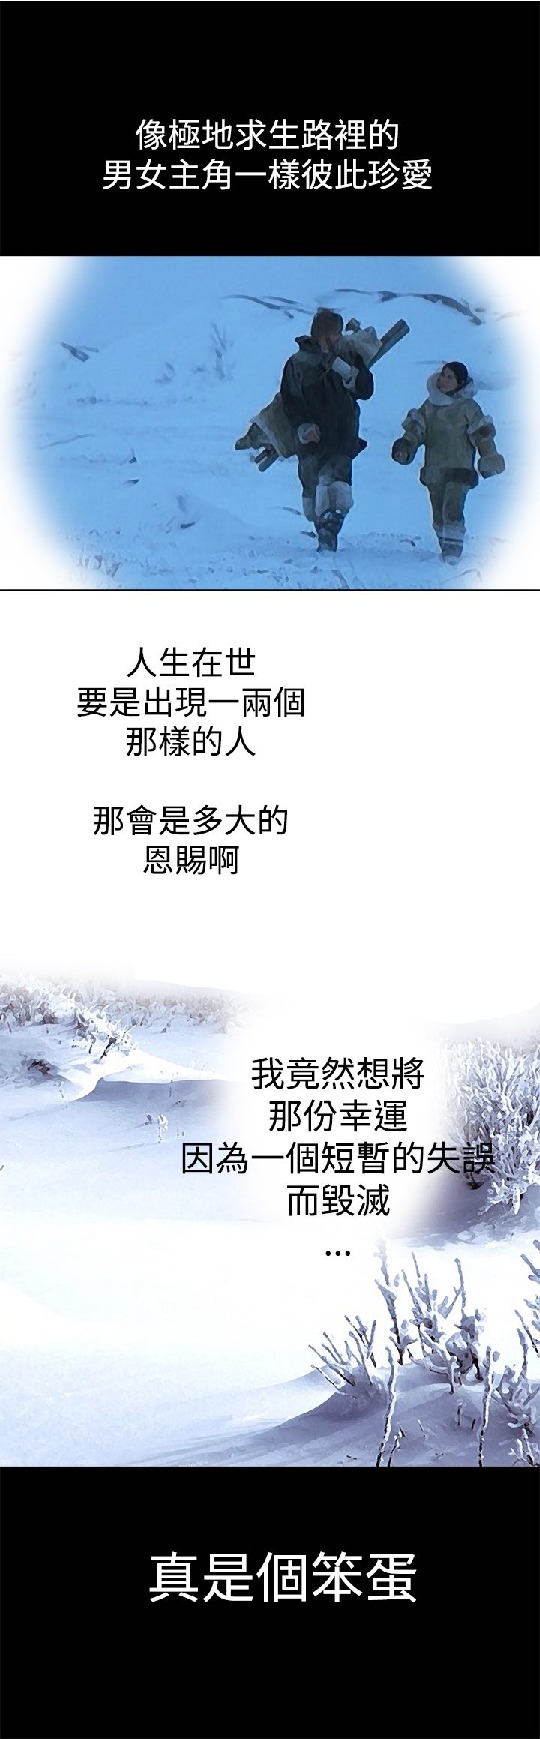 像極地求生路裡的
男女主角一樣彼此珍愛
人生在世
要是出現一兩個
那樣的人
那會是多大的
恩賜啊
我竟然想將
那份幸運
因為一個短暫的失誤
而毀滅
...
真是個笨蛋